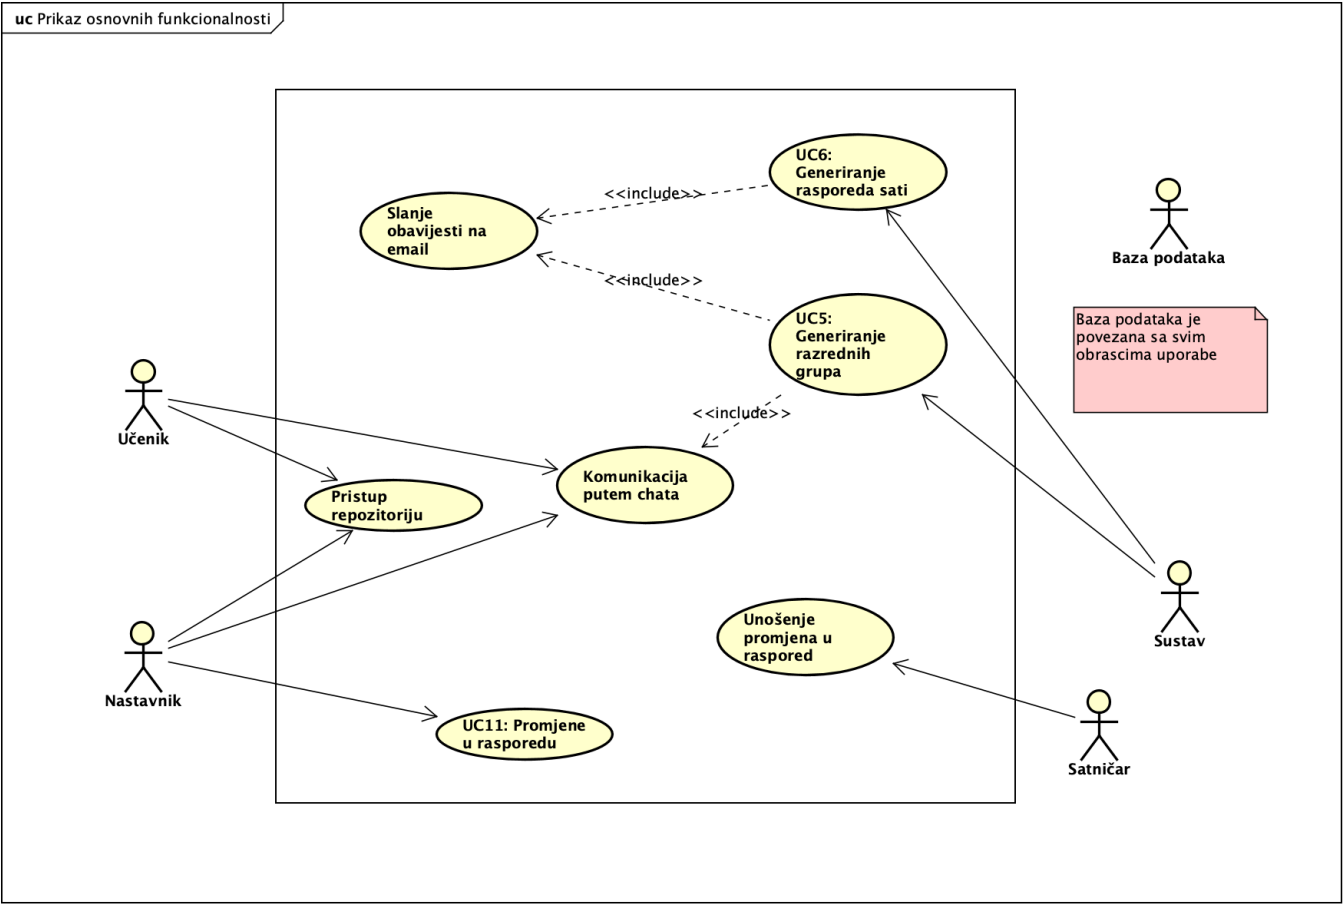 uc Prikaz osnovnih funkcionalnosti
UC6:
Generiranje
rasporeda sati
<<include>>
Slanje
obavijesti na
email
Baza podataka
<<include>>
UC5:
Generiranje
razrednih
grupa
Baza podataka je
povezana sa svim
obrascima uporabe
<<include>>
Učenik
Komunikacija
putem chata
Pristup
repozitoriju
Unošenje
promjena u
raspored
Sustav
Nastavnik
UC11: Promjene
u rasporedu
Satničar